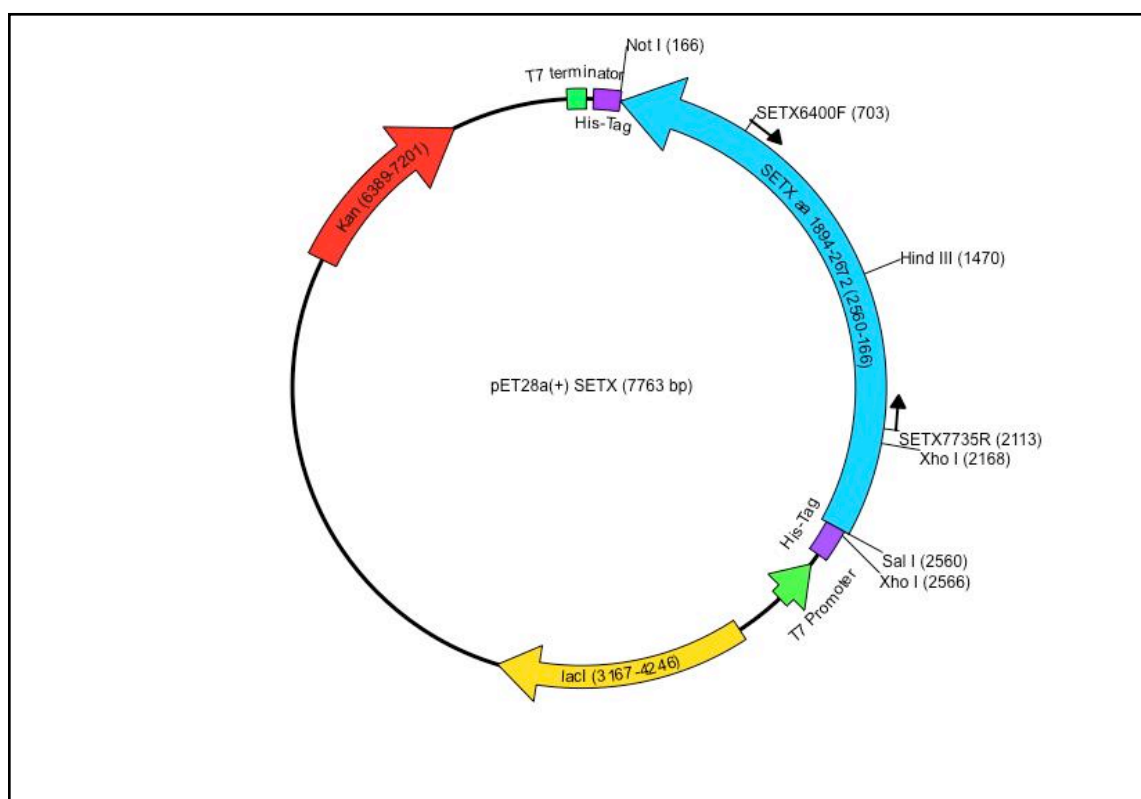 Not I (166)
T7 terminator
His-Tag
SETX6400F (703)
Kan (6389-7201)
SETX aa 1894-2672 (2560-166)
Hind III (1470)
pET28a(+) SETX (7763 bp)
SETX7735R (2113)
Xho I (2168)
His-Tag
Sal I (2560)
Xho I (2566)
T7 Promoter
lacI (3167-4246)